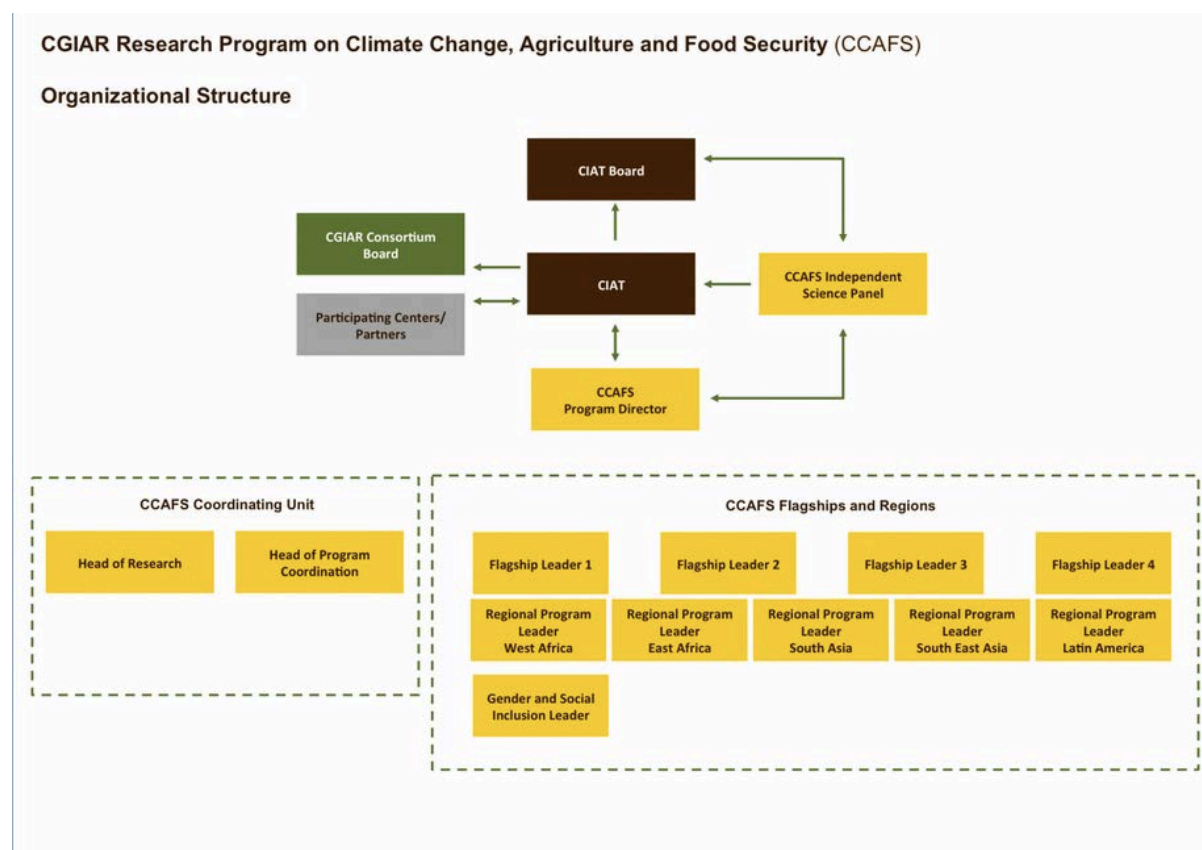 CGIAR Research Program on Climate Change, Agriculture and Food Security (CCAFS)
Organizational Structure
CIAT Board
CGIAR Consortium
Board
CIAT
CCAFS Independent
Science Panel
Participating Centers/
Partners
CCAFS
Program Director
CCAFS Coordinating Unit
Head of Research
Head of Program
Coordination
CCAFS Flagships and Regions
Flagship Leader 1
Flagship Leader 2
Flagship Leader 3
Flagship Leader 4
Regional Program
Leader
West Africa
Regional Program
Leader
East Africa
Regional Program
Leader
South Asia
Regional Program
Leader
South East Asia
Regional Program
Leader
Latin America
Gender and Social
Inclusion Leader